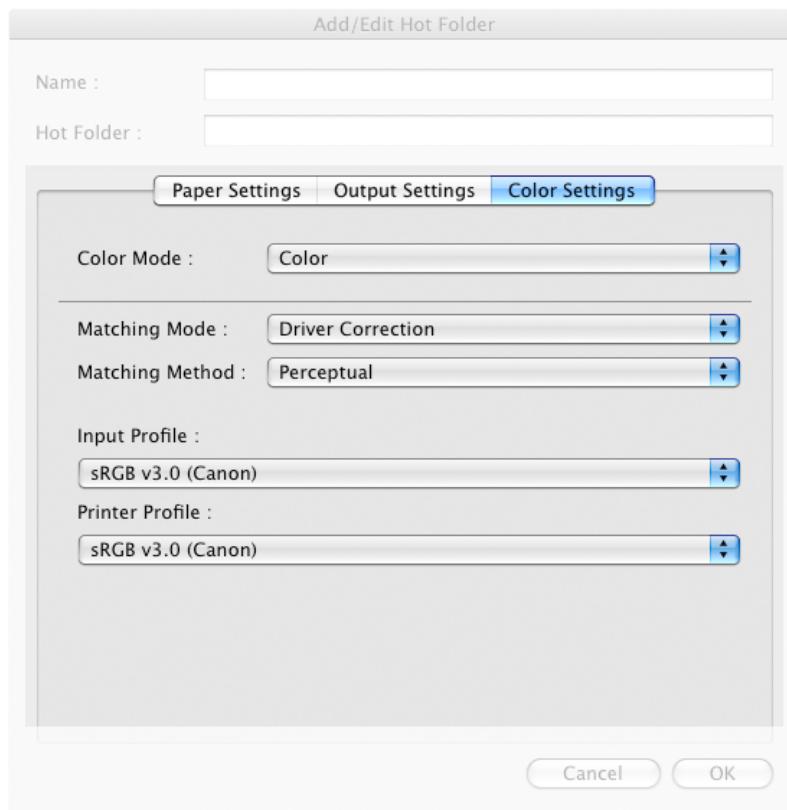 Add/Edit Hot Folder
Name :
Hot Folder :
Paper Settings Output Settings Color Settings
Color Mode : Color
Matching Mode : Driver Correction
Matching Method : Perceptual
Input Profile :
sRGB v3.0 (Canon)
Printer Profile :
sRGB v3.0 (Canon)
Cancel OK